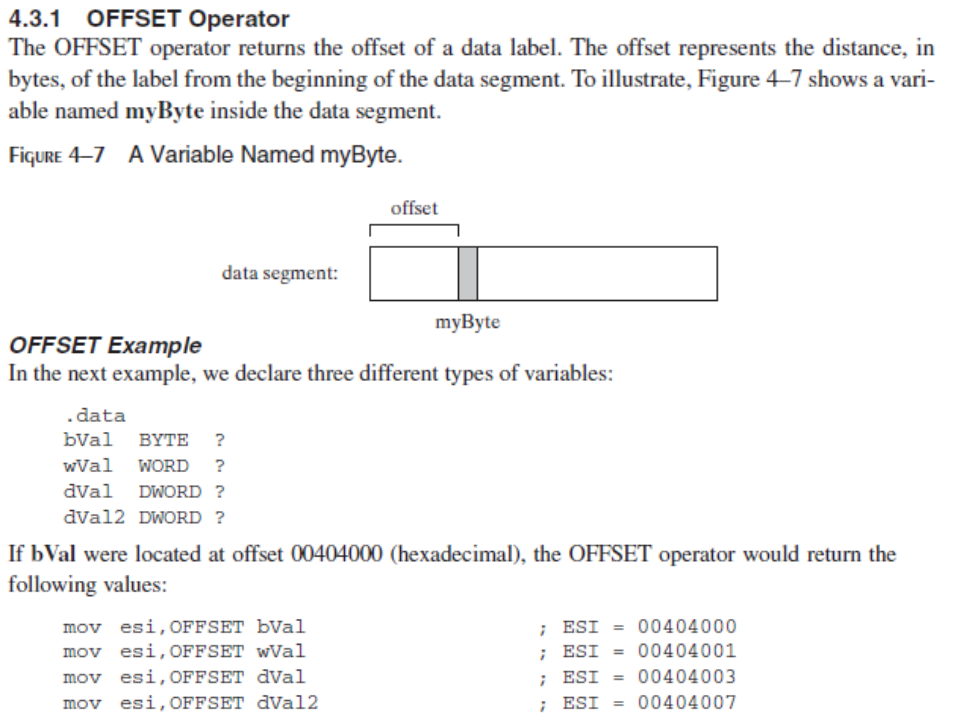 4.3.1 OFFSET Operator
The OFFSET operator returns the offset of a data label. The offset represents the distance, in
bytes, of the label from the beginning of the data segment. To illustrate, Figure 4–7 shows a vari-
able named myByte inside the data segment.
FIGURE 4–7 A Variable Named myByte.
offset
data segment:
myByte
OFFSET Example
In the next example, we declare three different types of variables:
.data
bVal BYTE ?
wVal WORD ?
dVal DWORD ?
dVal2 DWORD ?
If bVal were located at offset 00404000 (hexadecimal), the OFFSET operator would return the
following values:
mov esi,OFFSET bVal ; ESI = 00404000
mov esi,OFFSET wVal ; ESI = 00404001
mov esi,OFFSET dVal ; ESI = 00404003
mov esi,OFFSET dVal2 ; ESI = 00404007